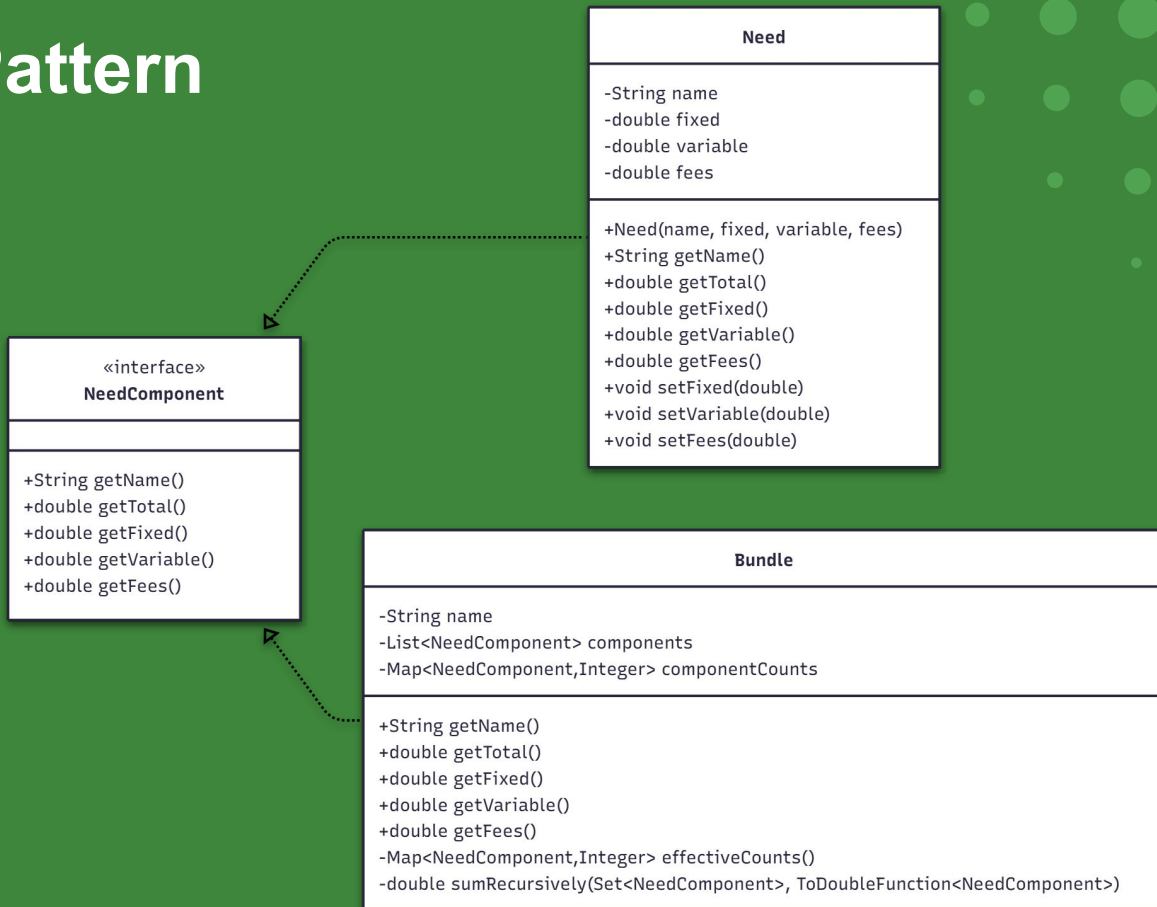 Pattern
Need
-String name
-double fixed
-double variable
-double fees
+Need(name, fixed, variable, fees)
+String getName()
+double getTotal()
+double getFixed()
+double getVariable()
+double getFees()
+void setFixed(double)
+void setVariable(double)
+void setFees(double)
«interface»
NeedComponent
+String getName()
+double getTotal()
+double getFixed()
+double getVariable()
+double getFees()
Bundle
-String name
-List<NeedComponent> components
-Map<NeedComponent,Integer> componentCounts
+String getName()
+double getTotal()
+double getFixed()
+double getVariable()
+double getFees()
-Map<NeedComponent,Integer> effectiveCounts()
-double sumRecursively(Set<NeedComponent>, ToDoubleFunction<NeedComponent>)